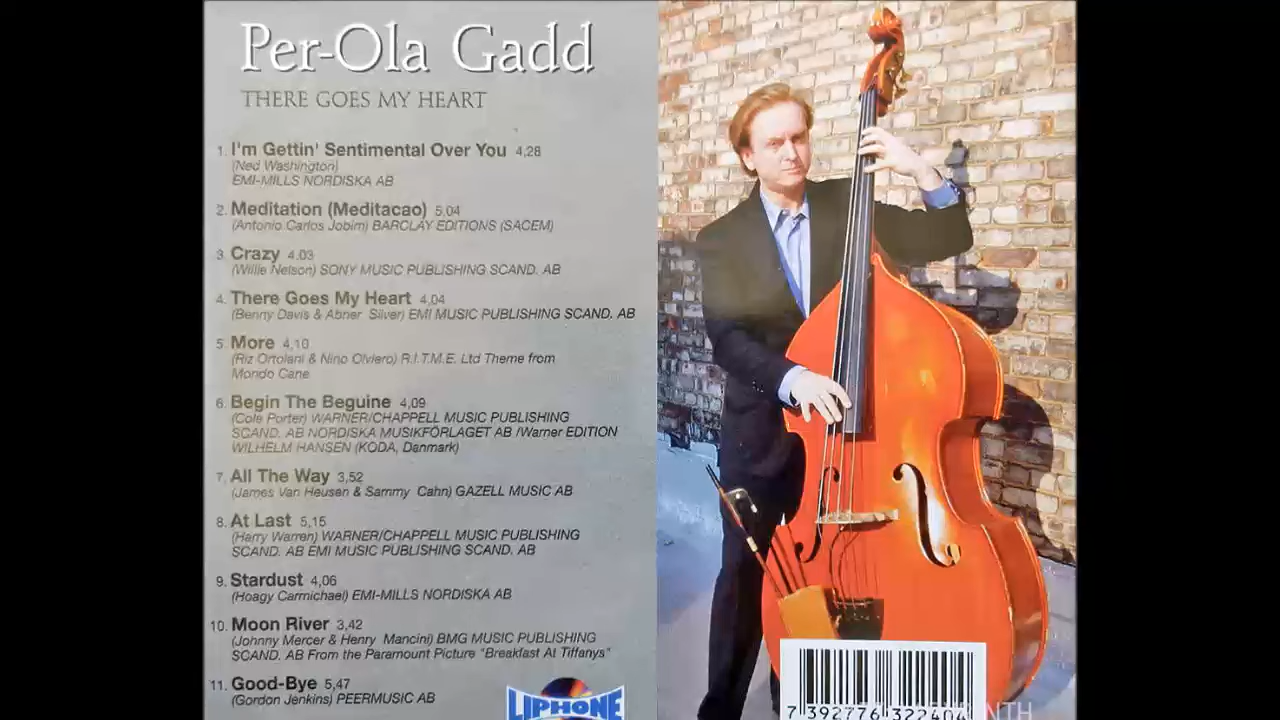 Per-Ola Gadd
THERE GOES MY HEART
1. I'm Gettin' Sentimental Over You 4,28
(Ned Washington)
EMI-MILLS NORDISKA AB
2. Meditation (Meditacao) 5,04
(Antonio Carlos Jobim) BARCLAY EDITIONS (SACEM)
3. Crazy 4.03
(Willie Nelson) SONY MUSIC PUBLISHING SCAND. AB
4. There Goes My Heart 4,04
(Benny Davis & Abner Silver) EMI MUSIC PUBLISHING SCAND. AB
5. More 4,10
(Riz Ortolani & Nino Olviero) R.I.T.M.E. Ltd Theme from
Mondo Cane
6. Begin The Beguine 4,09
(Cole Porter) WARNER/CHAPPELL MUSIC PUBLISHING
SCAND. AB NORDISKA MUSIKFÖRLAGET AB /Warner EDITION
WILHELM HANSEN (KODA, Danmark)
7. All The Way 3,52
(James Van Heusen & Sammy Cahn) GAZELL MUSIC AB
8. At Last 5,15
(Harry Warren) WARNER/CHAPPELL MUSIC PUBLISHING
SCAND. AB EMI MUSIC PUBLISHING SCAND. AB
9. Stardust 4,06
(Hoagy Carmichael) EMI-MILLS NORDISKA AB
10. Moon River 3,42
(Johnny Mercer & Henry Mancini) BMG MUSIC PUBLISHING
SCAND. AB From the Paramount Picture "Breakfast At Tiffanys"
11. Good-Bye 5,47
(Gordon Jenkins) PEERMUSIC AB
LIPHONE
7 392776 322404